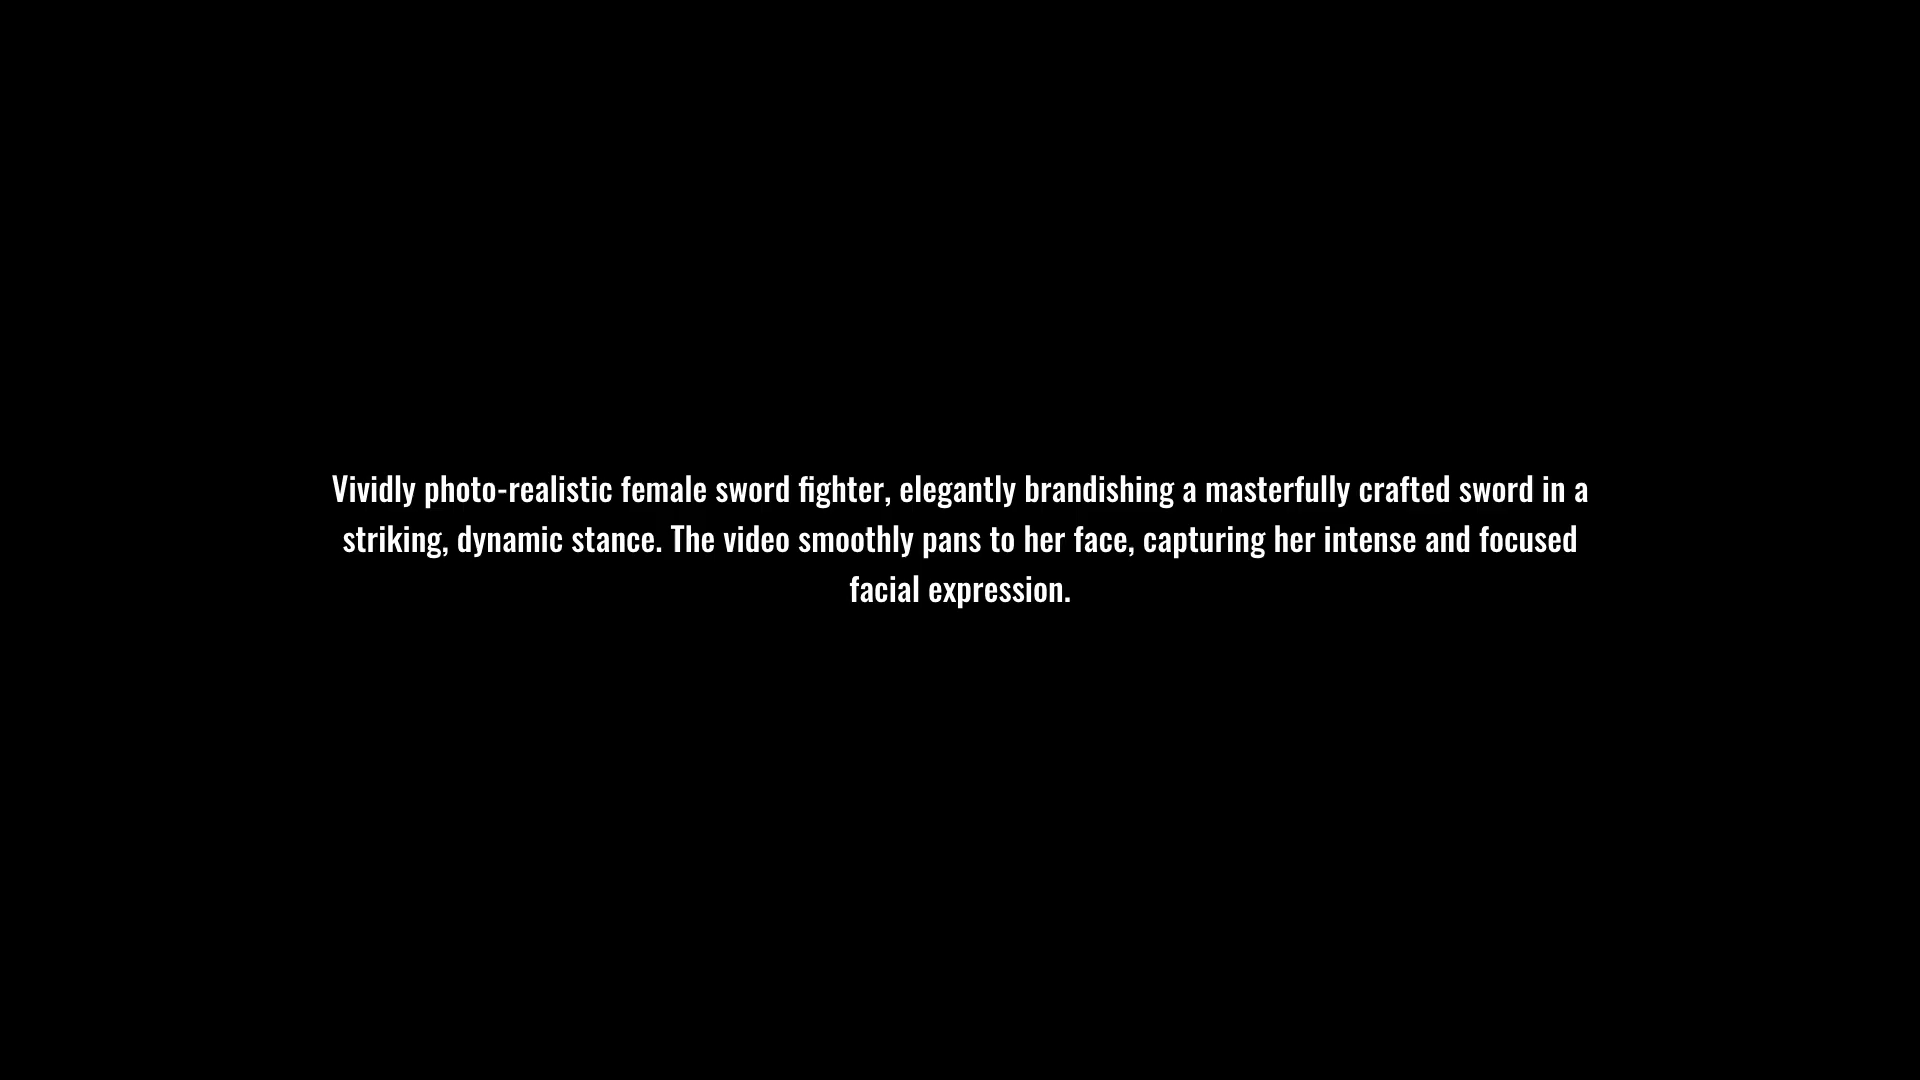 Vividly photo-realistic female sword fighter, elegantly brandishing a masterfully crafted sword in a
striking, dynamic stance. The video smoothly pans to her face, capturing her intense and focused
facial expression.